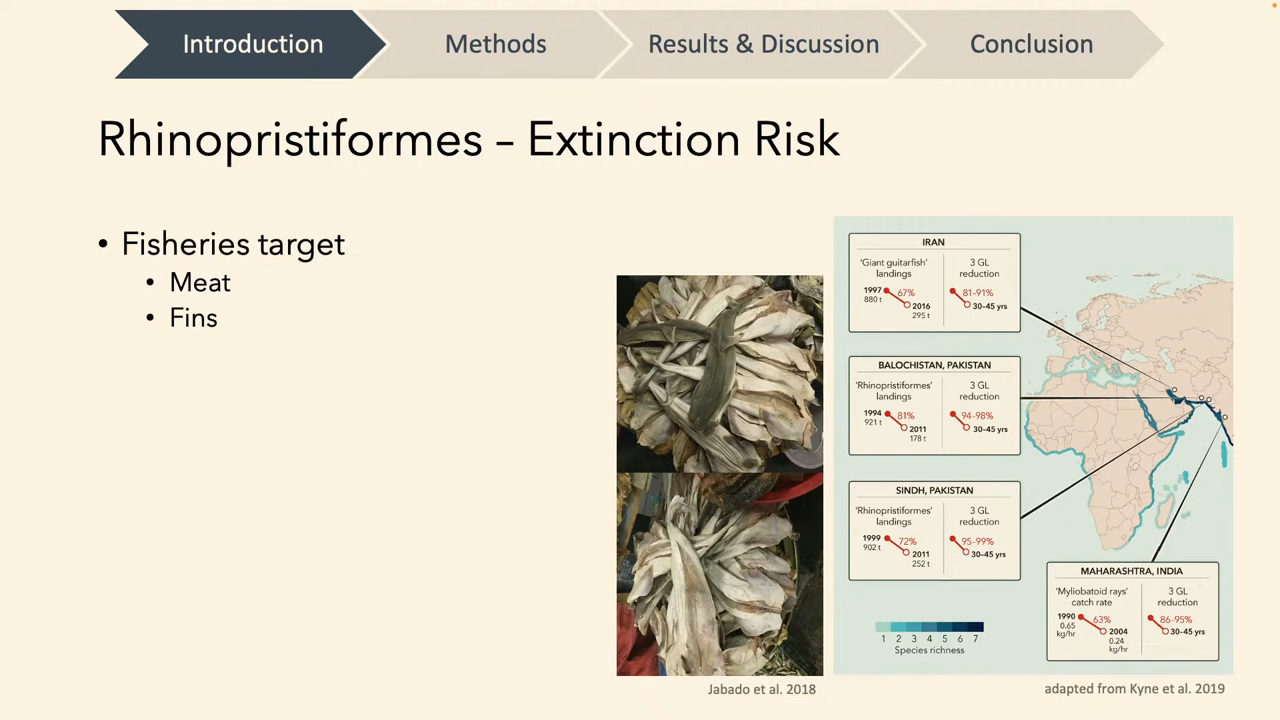 Introduction
Methods
Results & Discussion
Conclusion
Rhinopristiformes – Extinction Risk
• Fisheries target
• Meat
• Fins
Jabado et al. 2018
IRAN
'Giant guitarfish'
landings
1997
880 t
67%
2016
295 t
3 GL
reduction
81-91%
30-45 yrs
BALOCHISTAN, PAKISTAN
'Rhinopristiformes'
landings
1994
921 t
81%
2011
178 t
3 GL
reduction
94-98%
30-45 yrs
SINDH, PAKISTAN
'Rhinopristiformes'
landings
1999
902 t
72%
2011
252 t
3 GL
reduction
95-99%
30-45 yrs
MAHARASHTRA, INDIA
'Myliobatoid rays'
catch rate
1990
0.65
kg/hr
63%
2004
0.24
kg/hr
3 GL
reduction
86-95%
30-45 yrs
1 2 3 4 5 6 7
Species richness
adapted from Kyne et al. 2019